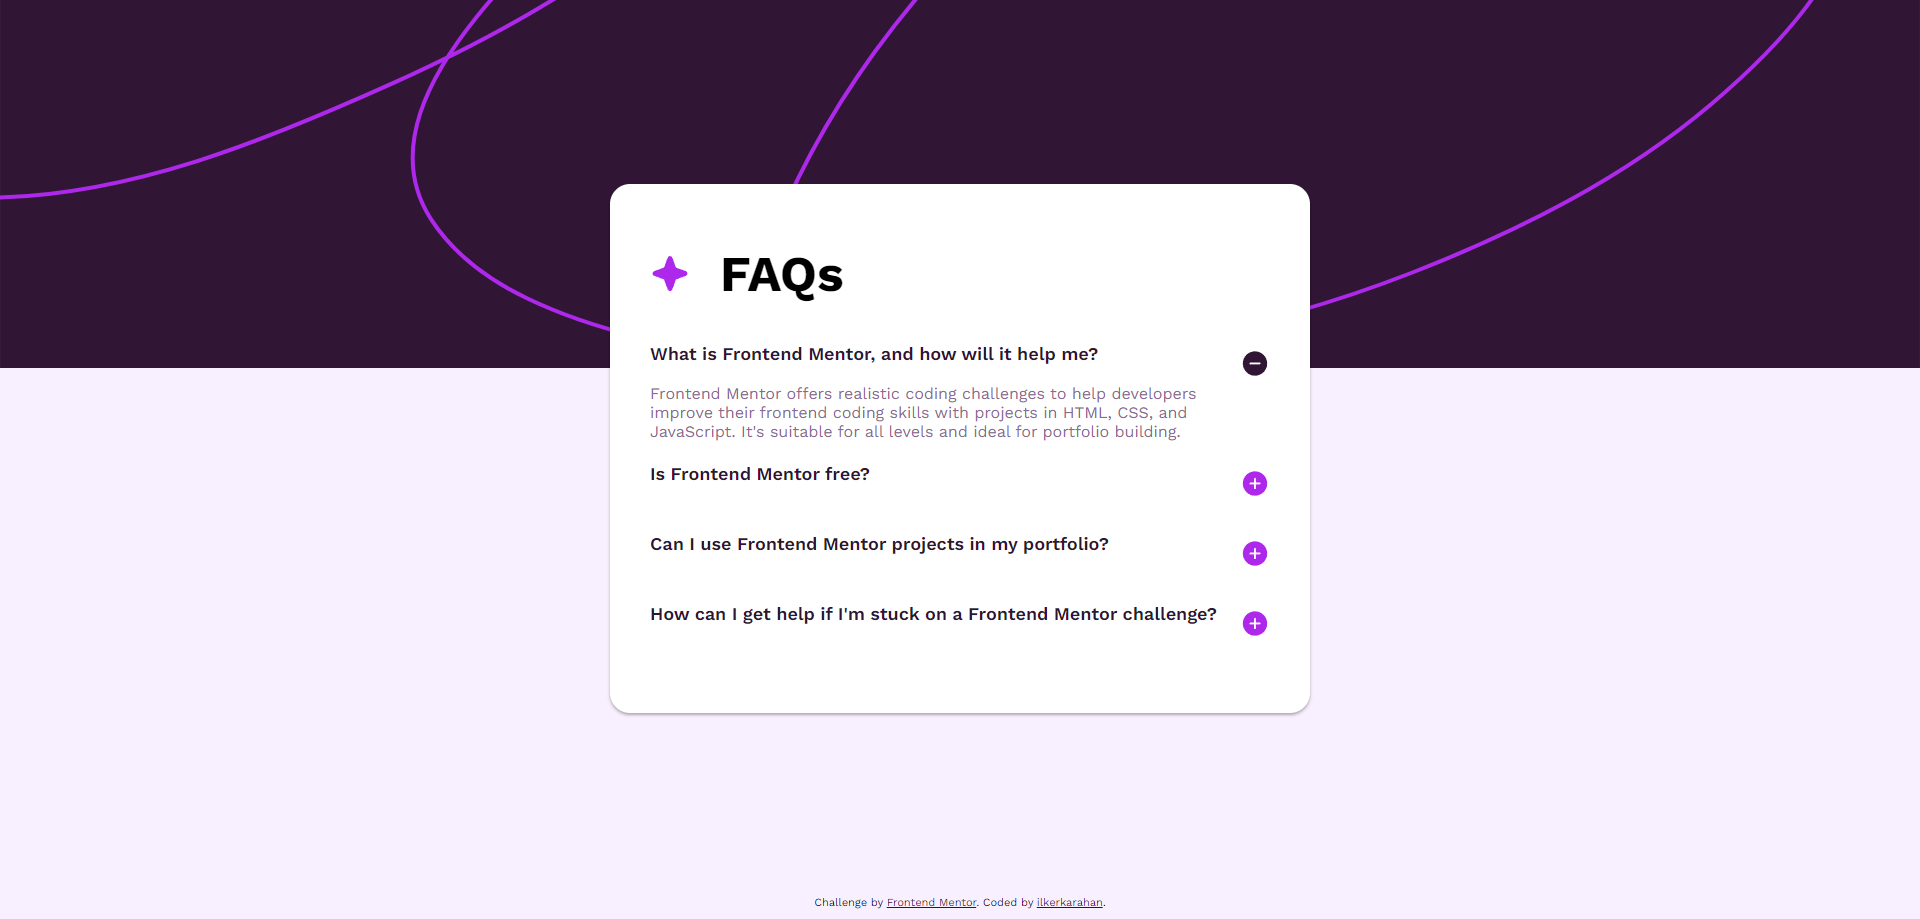 FAQs
What is Frontend Mentor, and how will it help me?
Frontend Mentor offers realistic coding challenges to help developers
improve their frontend coding skills with projects in HTML, CSS, and
JavaScript. It's suitable for all levels and ideal for portfolio building.
Is Frontend Mentor free?
Can I use Frontend Mentor projects in my portfolio?
How can I get help if I'm stuck on a Frontend Mentor challenge?
Challenge by Frontend Mentor. Coded by ilkerkarahan.